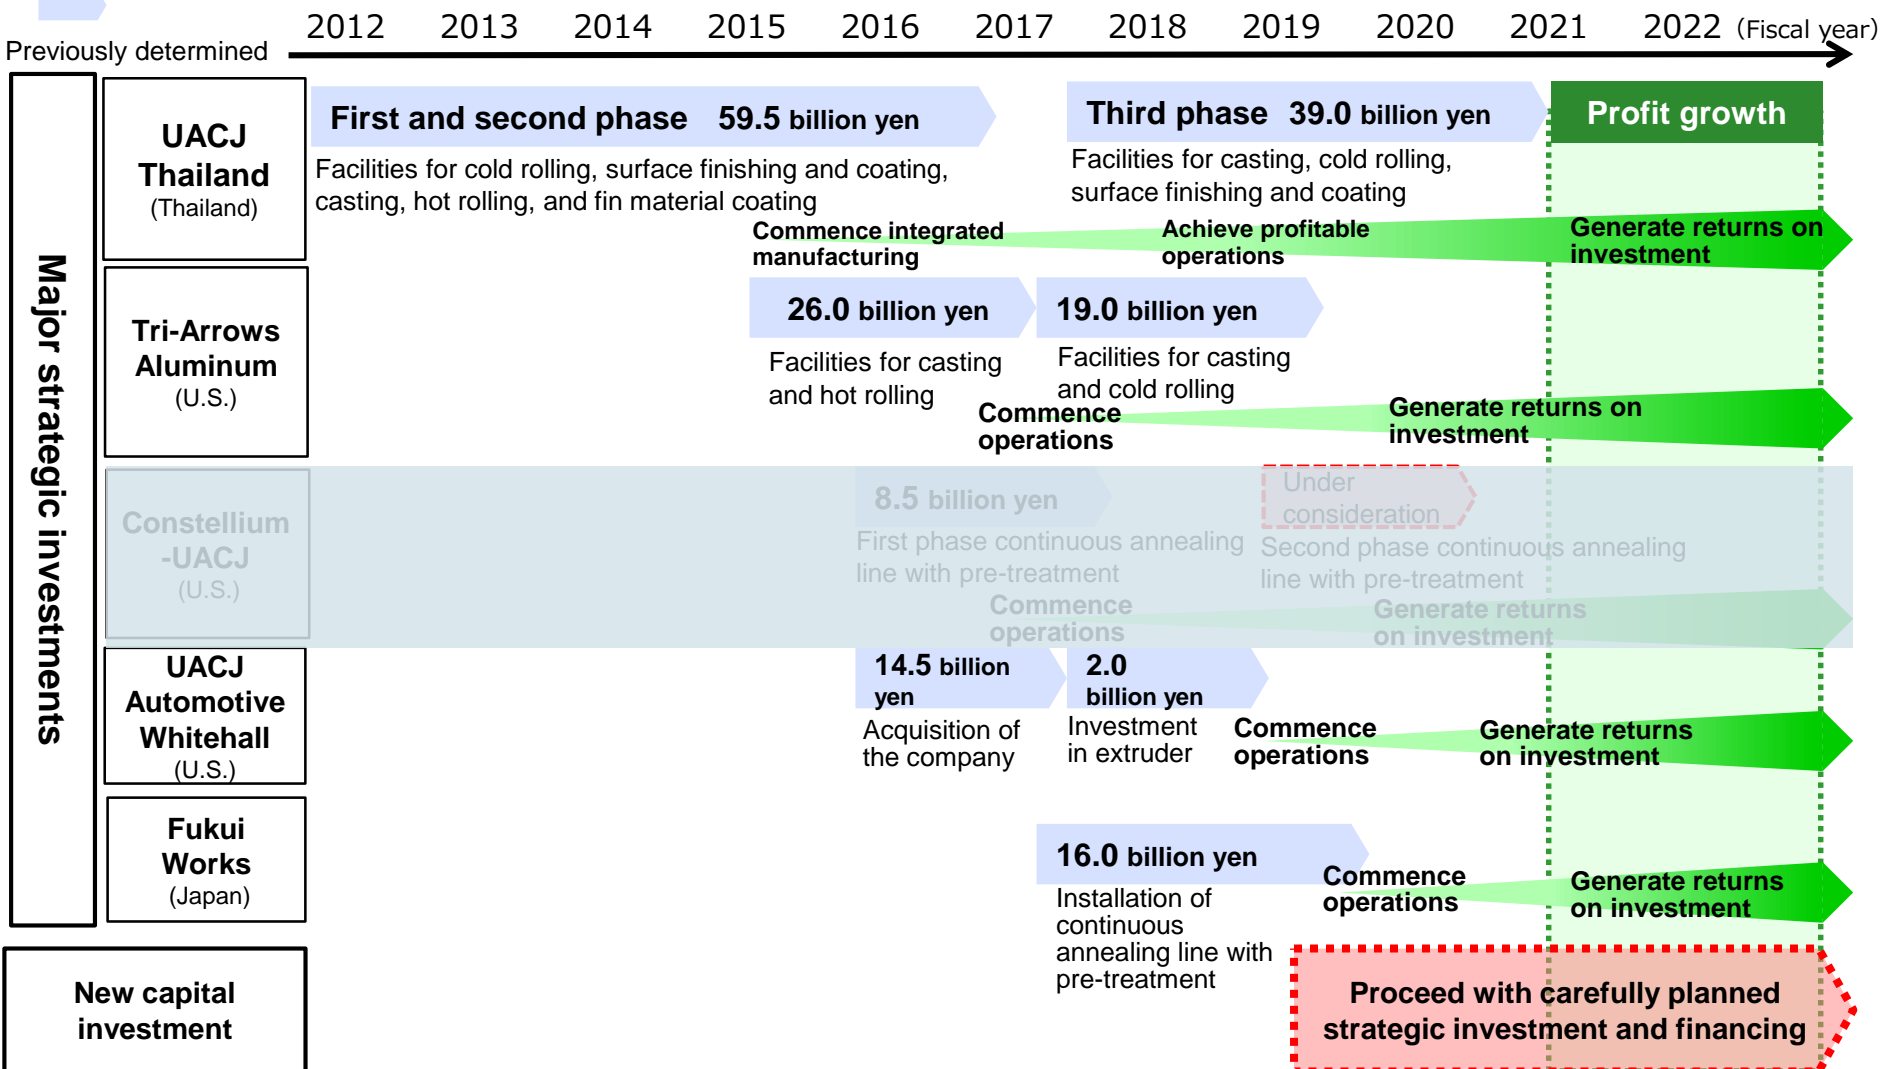 2012 2013 2014 2015 2016 2017 2018 2019 2020 2021 2022 (Fiscal year)
Previously determined
Major strategic investments
UACJ
Thailand
(Thailand)
First and second phase 59.5 billion yen
Facilities for cold rolling, surface finishing and coating,
casting, hot rolling, and fin material coating
Third phase 39.0 billion yen
Facilities for casting, cold rolling,
surface finishing and coating
Profit growth
Commence integrated
manufacturing
Achieve profitable
operations
Generate returns on
investment
Tri-Arrows
Aluminum
(U.S.)
26.0 billion yen
Facilities for casting
and hot rolling
19.0 billion yen
Facilities for casting
and cold rolling
Commence
operations
Generate returns on
investment
Constellium
-UACJ
(U.S.)
8.5 billion yen
First phase continuous annealing
line with pre-treatment
Under
consideration
Second phase continuous annealing
line with pre-treatment
Commence
operations
Generate returns
on investment
UACJ
Automotive
Whitehall
(U.S.)
14.5 billion
yen
Acquisition of
the company
2.0
billion yen
Investment
in extruder
Commence
operations
Generate returns
on investment
Fukui
Works
(Japan)
16.0 billion yen
Installation of
continuous
annealing line with
pre-treatment
Commence
operations
Generate returns
on investment
New capital
investment
Proceed with carefully planned
strategic investment and financing